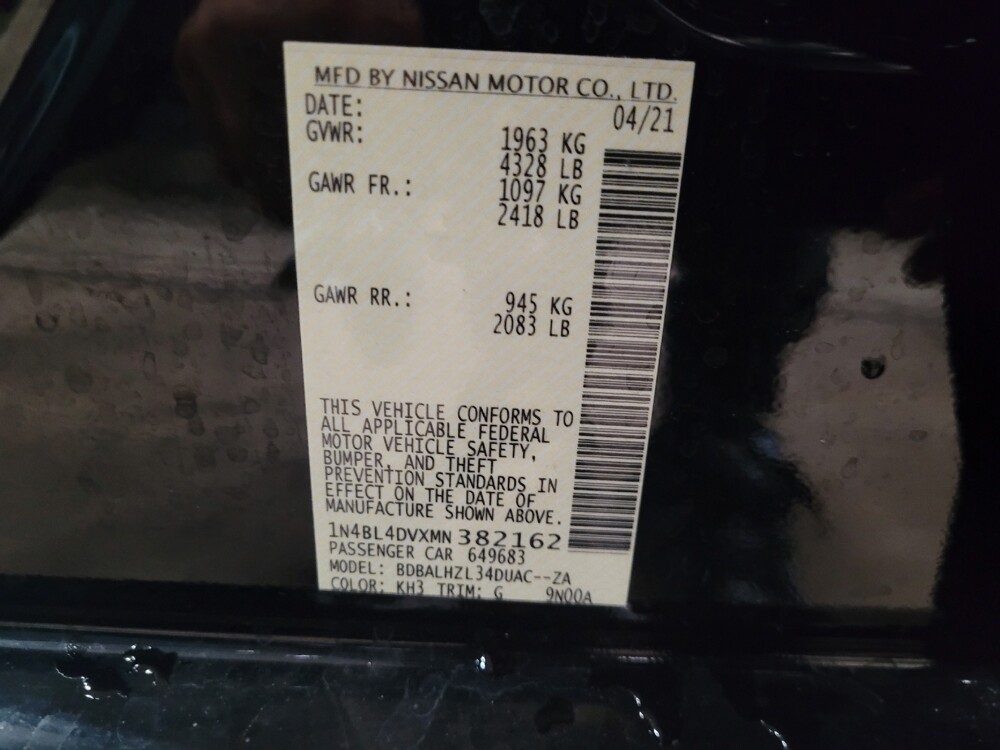 MFD BY NISSAN MOTOR CO., LTD.
DATE: 04/21
GVWR: 1963 KG
4328 LB
GAWR FR.: 1097 KG
2418 LB
GAWR RR.: 945 KG
2083 LB
THIS VEHICLE CONFORMS TO
ALL APPLICABLE FEDERAL
MOTOR VEHICLE SAFETY,
BUMPER, AND THEFT
PREVENTION STANDARDS IN
EFFECT ON THE DATE OF
MANUFACTURE SHOWN ABOVE.
1N4BL4DVXMN382162
PASSENGER CAR 649683
MODEL: BDBALHZL34DUAC--ZA
COLOR: KH3 TRIM: G 9N00A